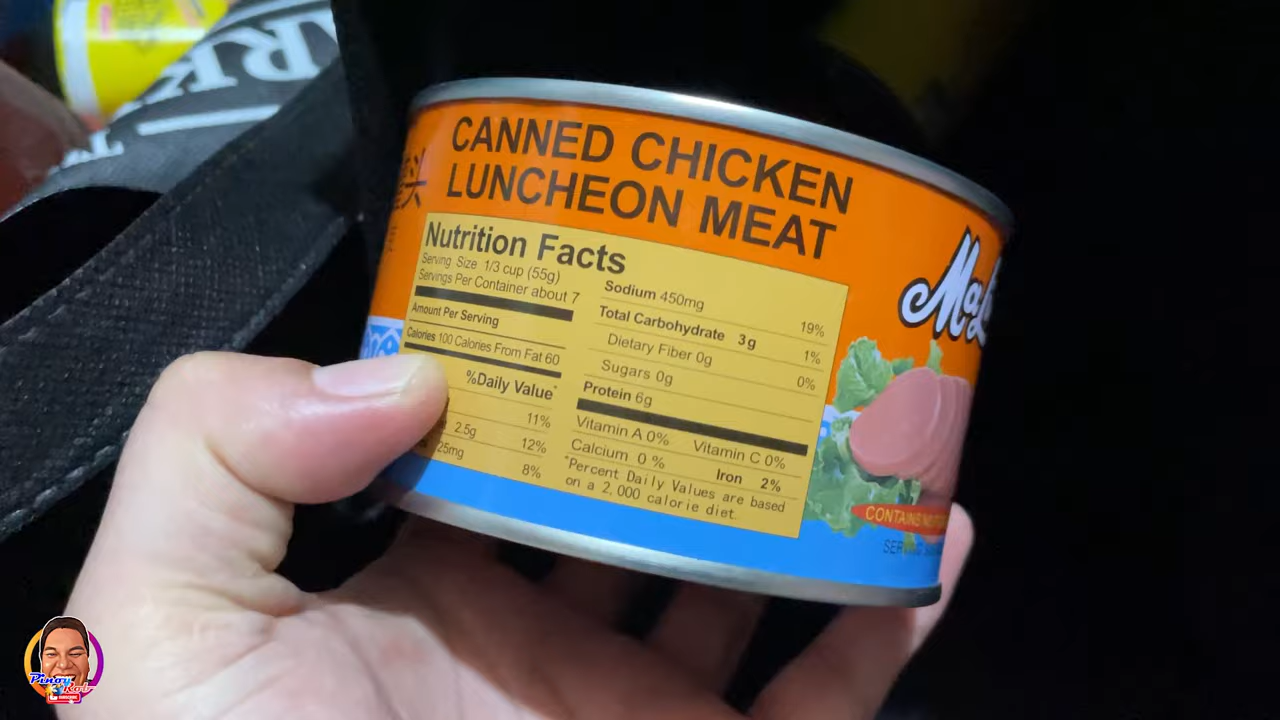 CANNED CHICKEN
LUNCHEON MEAT
Nutrition Facts
Serving Size 1/3 cup (55g)
Servings Per Container about 7
Amount Per Serving
Calories 100 Calories From Fat 60
%Daily Value*
11%
2.5g 12%
25mg 8%
Sodium 450mg 19%
Total Carbohydrate 3g 1%
Dietary Fiber 0g 0%
Sugars 0g
Protein 6g
Vitamin A 0% Vitamin C 0%
Calcium 0 % Iron 2%
*Percent Daily Values are based
on a 2,000 calorie diet.
CONTAINS
Pinoy